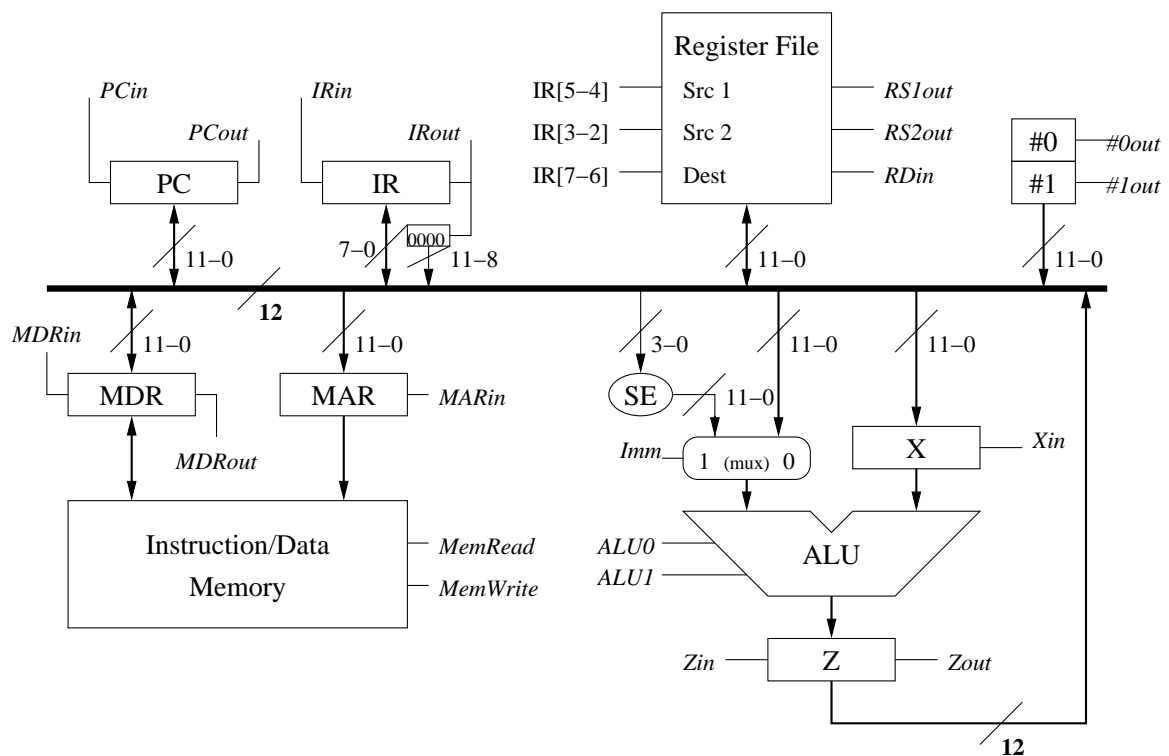 Register File
PCin
IRin
IR[5–4]
Src 1
RS1out
PCout
IRout
IR[3–2]
Src 2
RS2out
#0
#0out
PC
IR
IR[7–6]
Dest
RDin
#1
#1out
0000
7–0
11–0
11–8
11–0
11–0
12
MDRin
11–0
11–0
3–0
11–0
11–0
MDR
MAR
MARin
SE
11–0
MDRout
Imm
1 (mux) 0
X
Xin
Instruction/Data
Memory
MemRead
MemWrite
ALU0
ALU1
ALU
Zin
Z
Zout
12